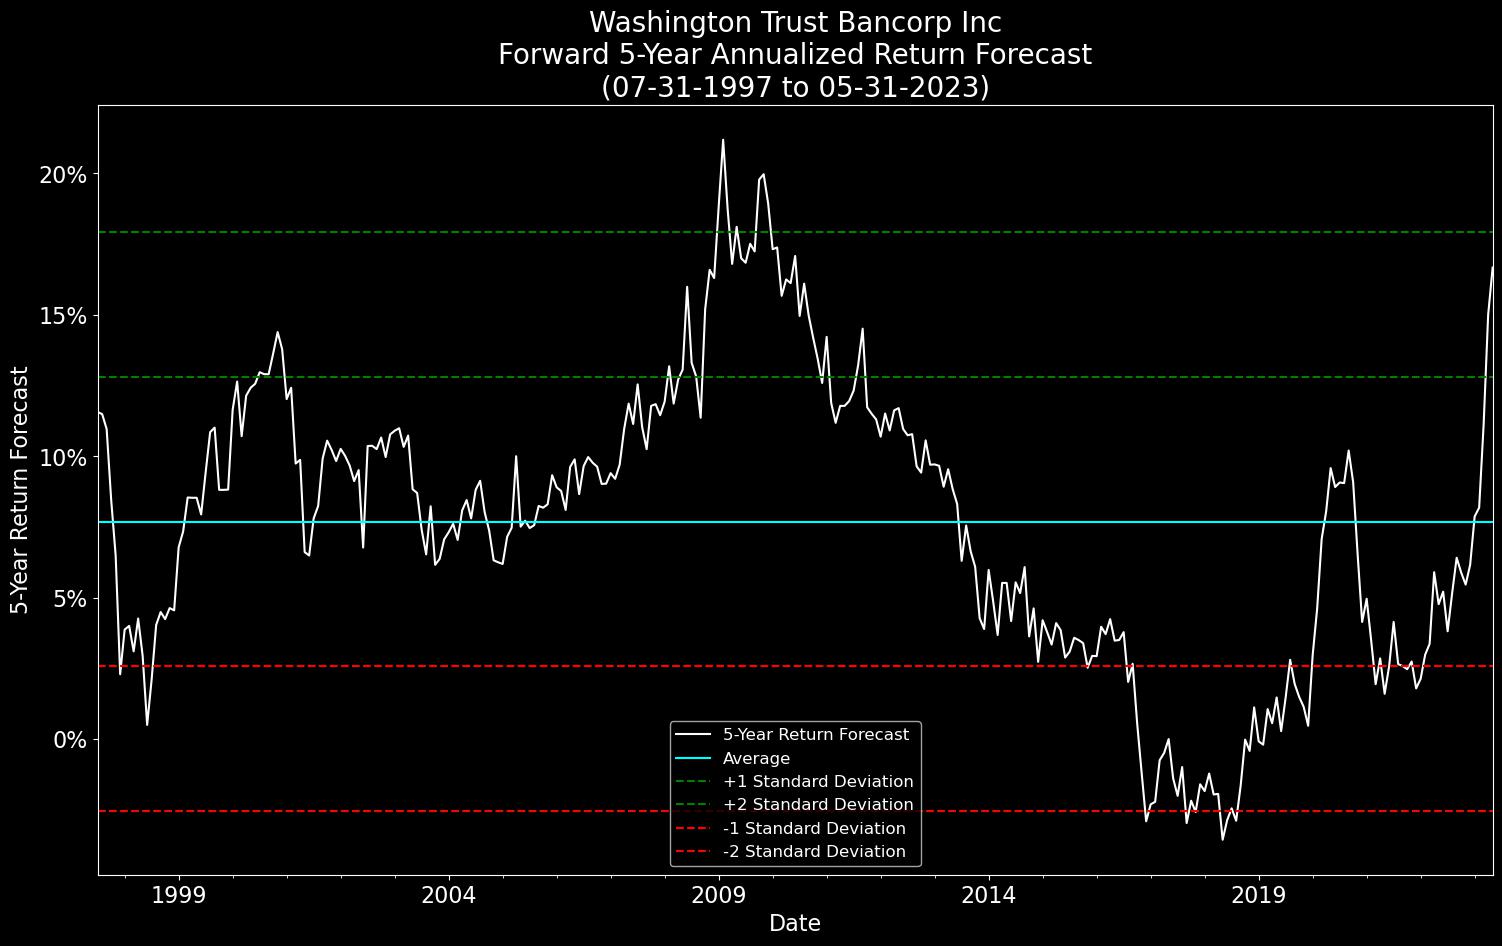 Washington Trust Bancorp Inc
Forward 5-Year Annualized Return Forecast
(07-31-1997 to 05-31-2023)
5-Year Return Forecast
20%
15%
10%
5%
0%
5-Year Return Forecast
Average
+1 Standard Deviation
+2 Standard Deviation
-1 Standard Deviation
-2 Standard Deviation
1999 2004 2009 2014 2019
Date